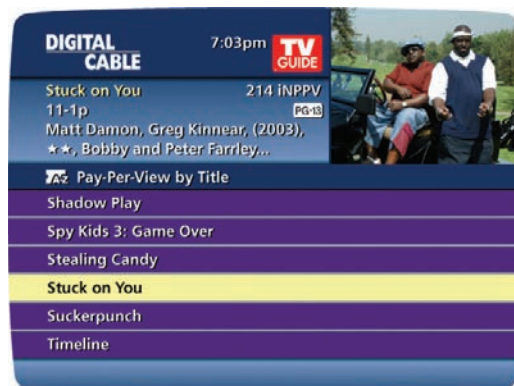 DIGITAL
CABLE
7:03pm
TV
GUIDE
Stuck on You 214 iNPPV
11-1p PG-13
Matt Damon, Greg Kinnear, (2003),
★★, Bobby and Peter Farrley...
A-Z Pay-Per-View by Title
Shadow Play
Spy Kids 3: Game Over
Stealing Candy
Stuck on You
Suckerpunch
Timeline